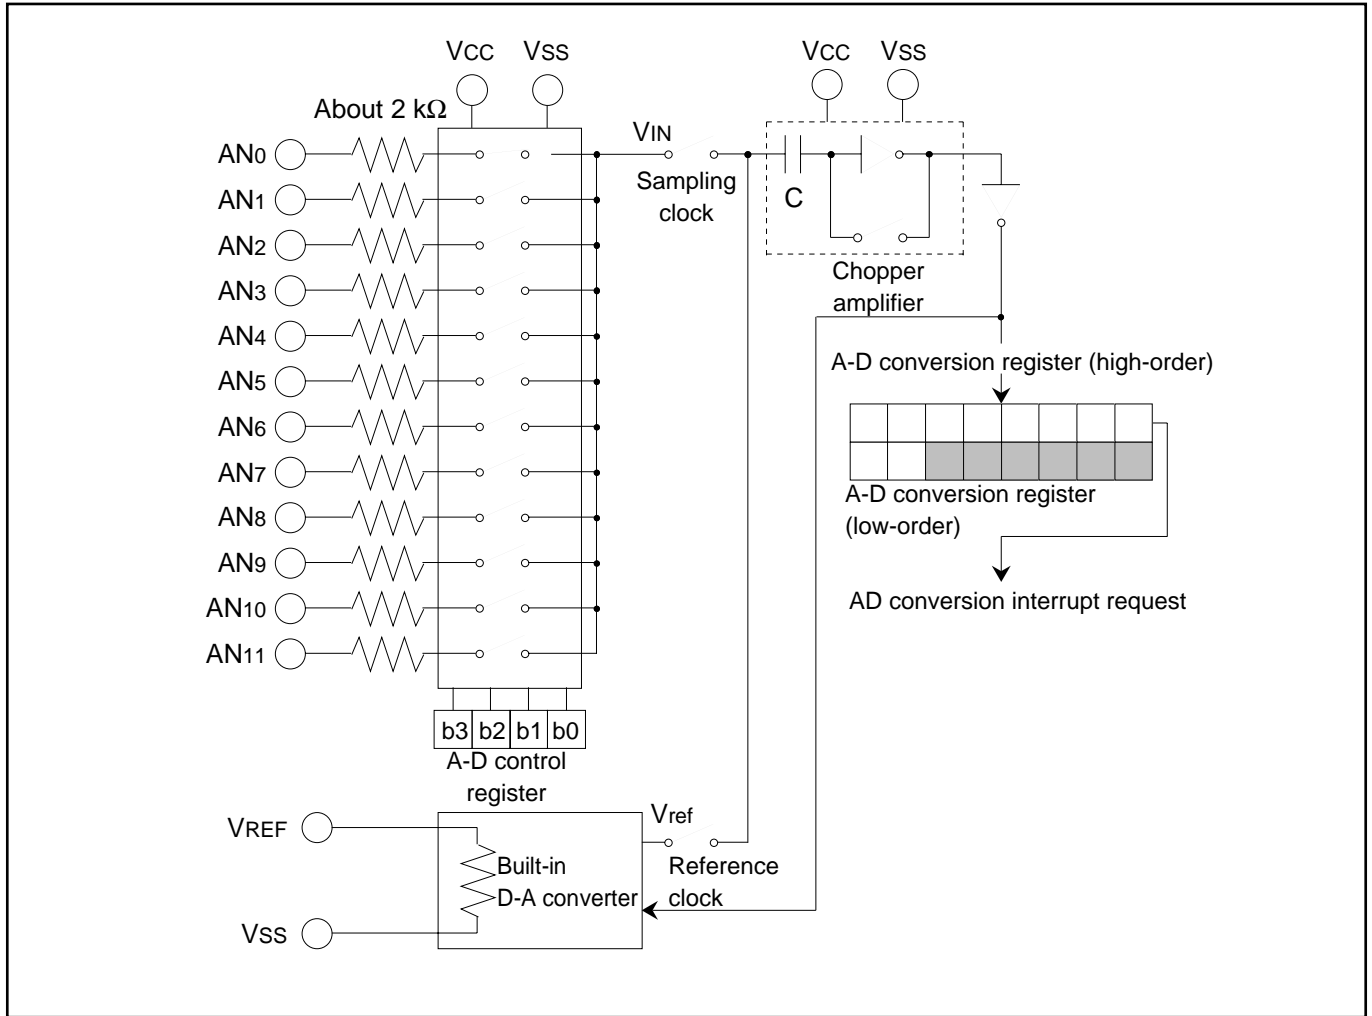 VCC VSS
About 2 kΩ
AN0
AN1
AN2
AN3
AN4
AN5
AN6
AN7
AN8
AN9
AN10
AN11
b3 b2 b1 b0
A-D control
register
VIN
Sampling
clock
VCC VSS
C
Chopper
amplifier
A-D conversion register (high-order)
A-D conversion register
(low-order)
AD conversion interrupt request
VREF
VSS
Built-in
D-A converter
Vref
Reference
clock